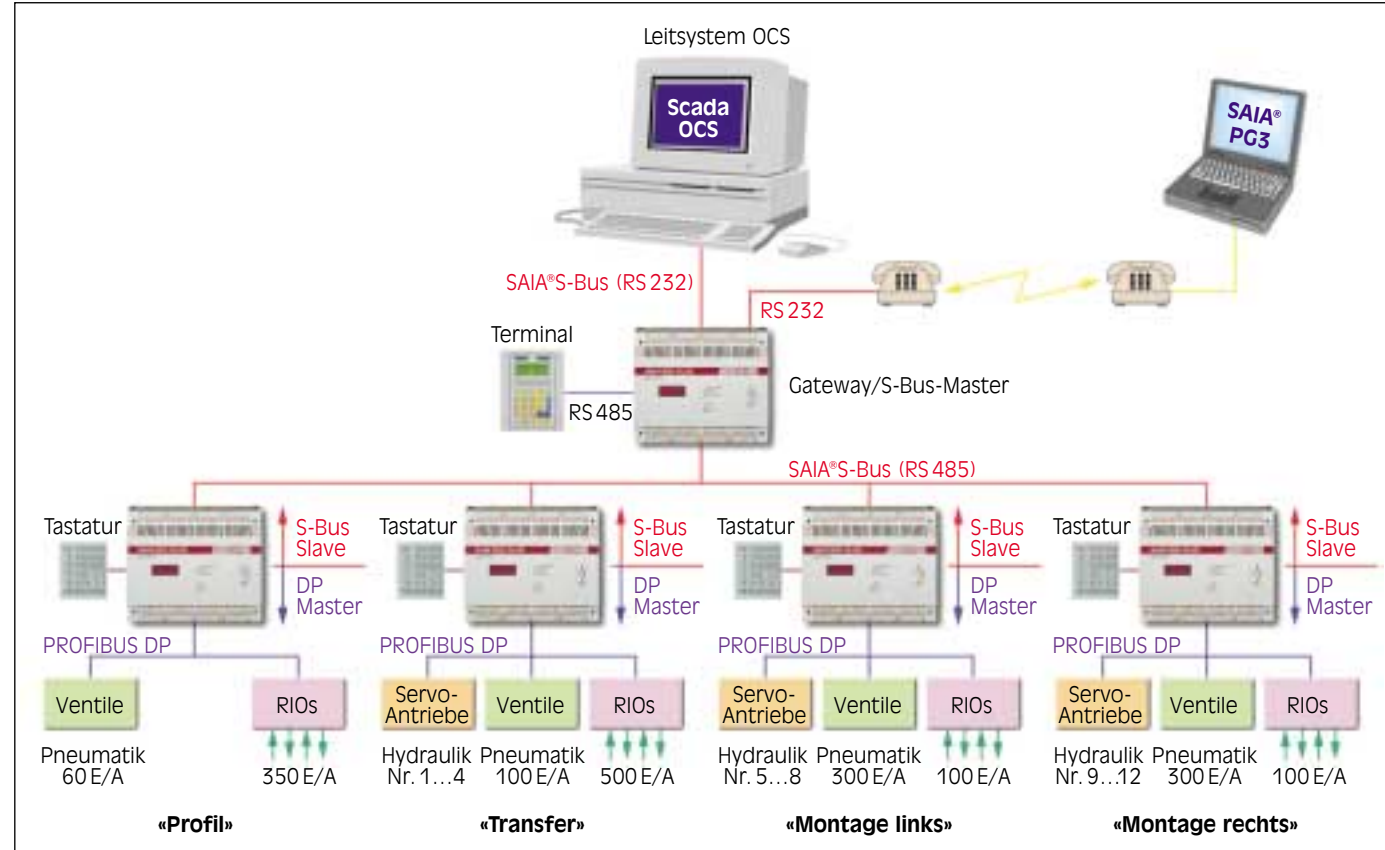 Leitsystem OCS
Scada
OCS
SAIA®
PG3
SAIA®S-Bus (RS 232)
RS 232
Terminal
RS 485
Gateway/S-Bus-Master
SAIA®S-Bus (RS 485)
Tastatur
S-Bus
Slave
DP
Master
Tastatur
S-Bus
Slave
DP
Master
Tastatur
S-Bus
Slave
DP
Master
Tastatur
S-Bus
Slave
DP
Master
PROFIBUS DP
PROFIBUS DP
PROFIBUS DP
PROFIBUS DP
Ventile
RIOs
Servo-
Antriebe
Ventile
RIOs
Servo-
Antriebe
Ventile
RIOs
Servo-
Antriebe
Ventile
RIOs
Pneumatik
60 E/A
350 E/A
Hydraulik
Nr. 1...4
Pneumatik
100 E/A
500 E/A
Hydraulik
Nr. 5...8
Pneumatik
300 E/A
100 E/A
Hydraulik
Nr. 9...12
Pneumatik
300 E/A
100 E/A
«Profil»
«Transfer»
«Montage links»
«Montage rechts»